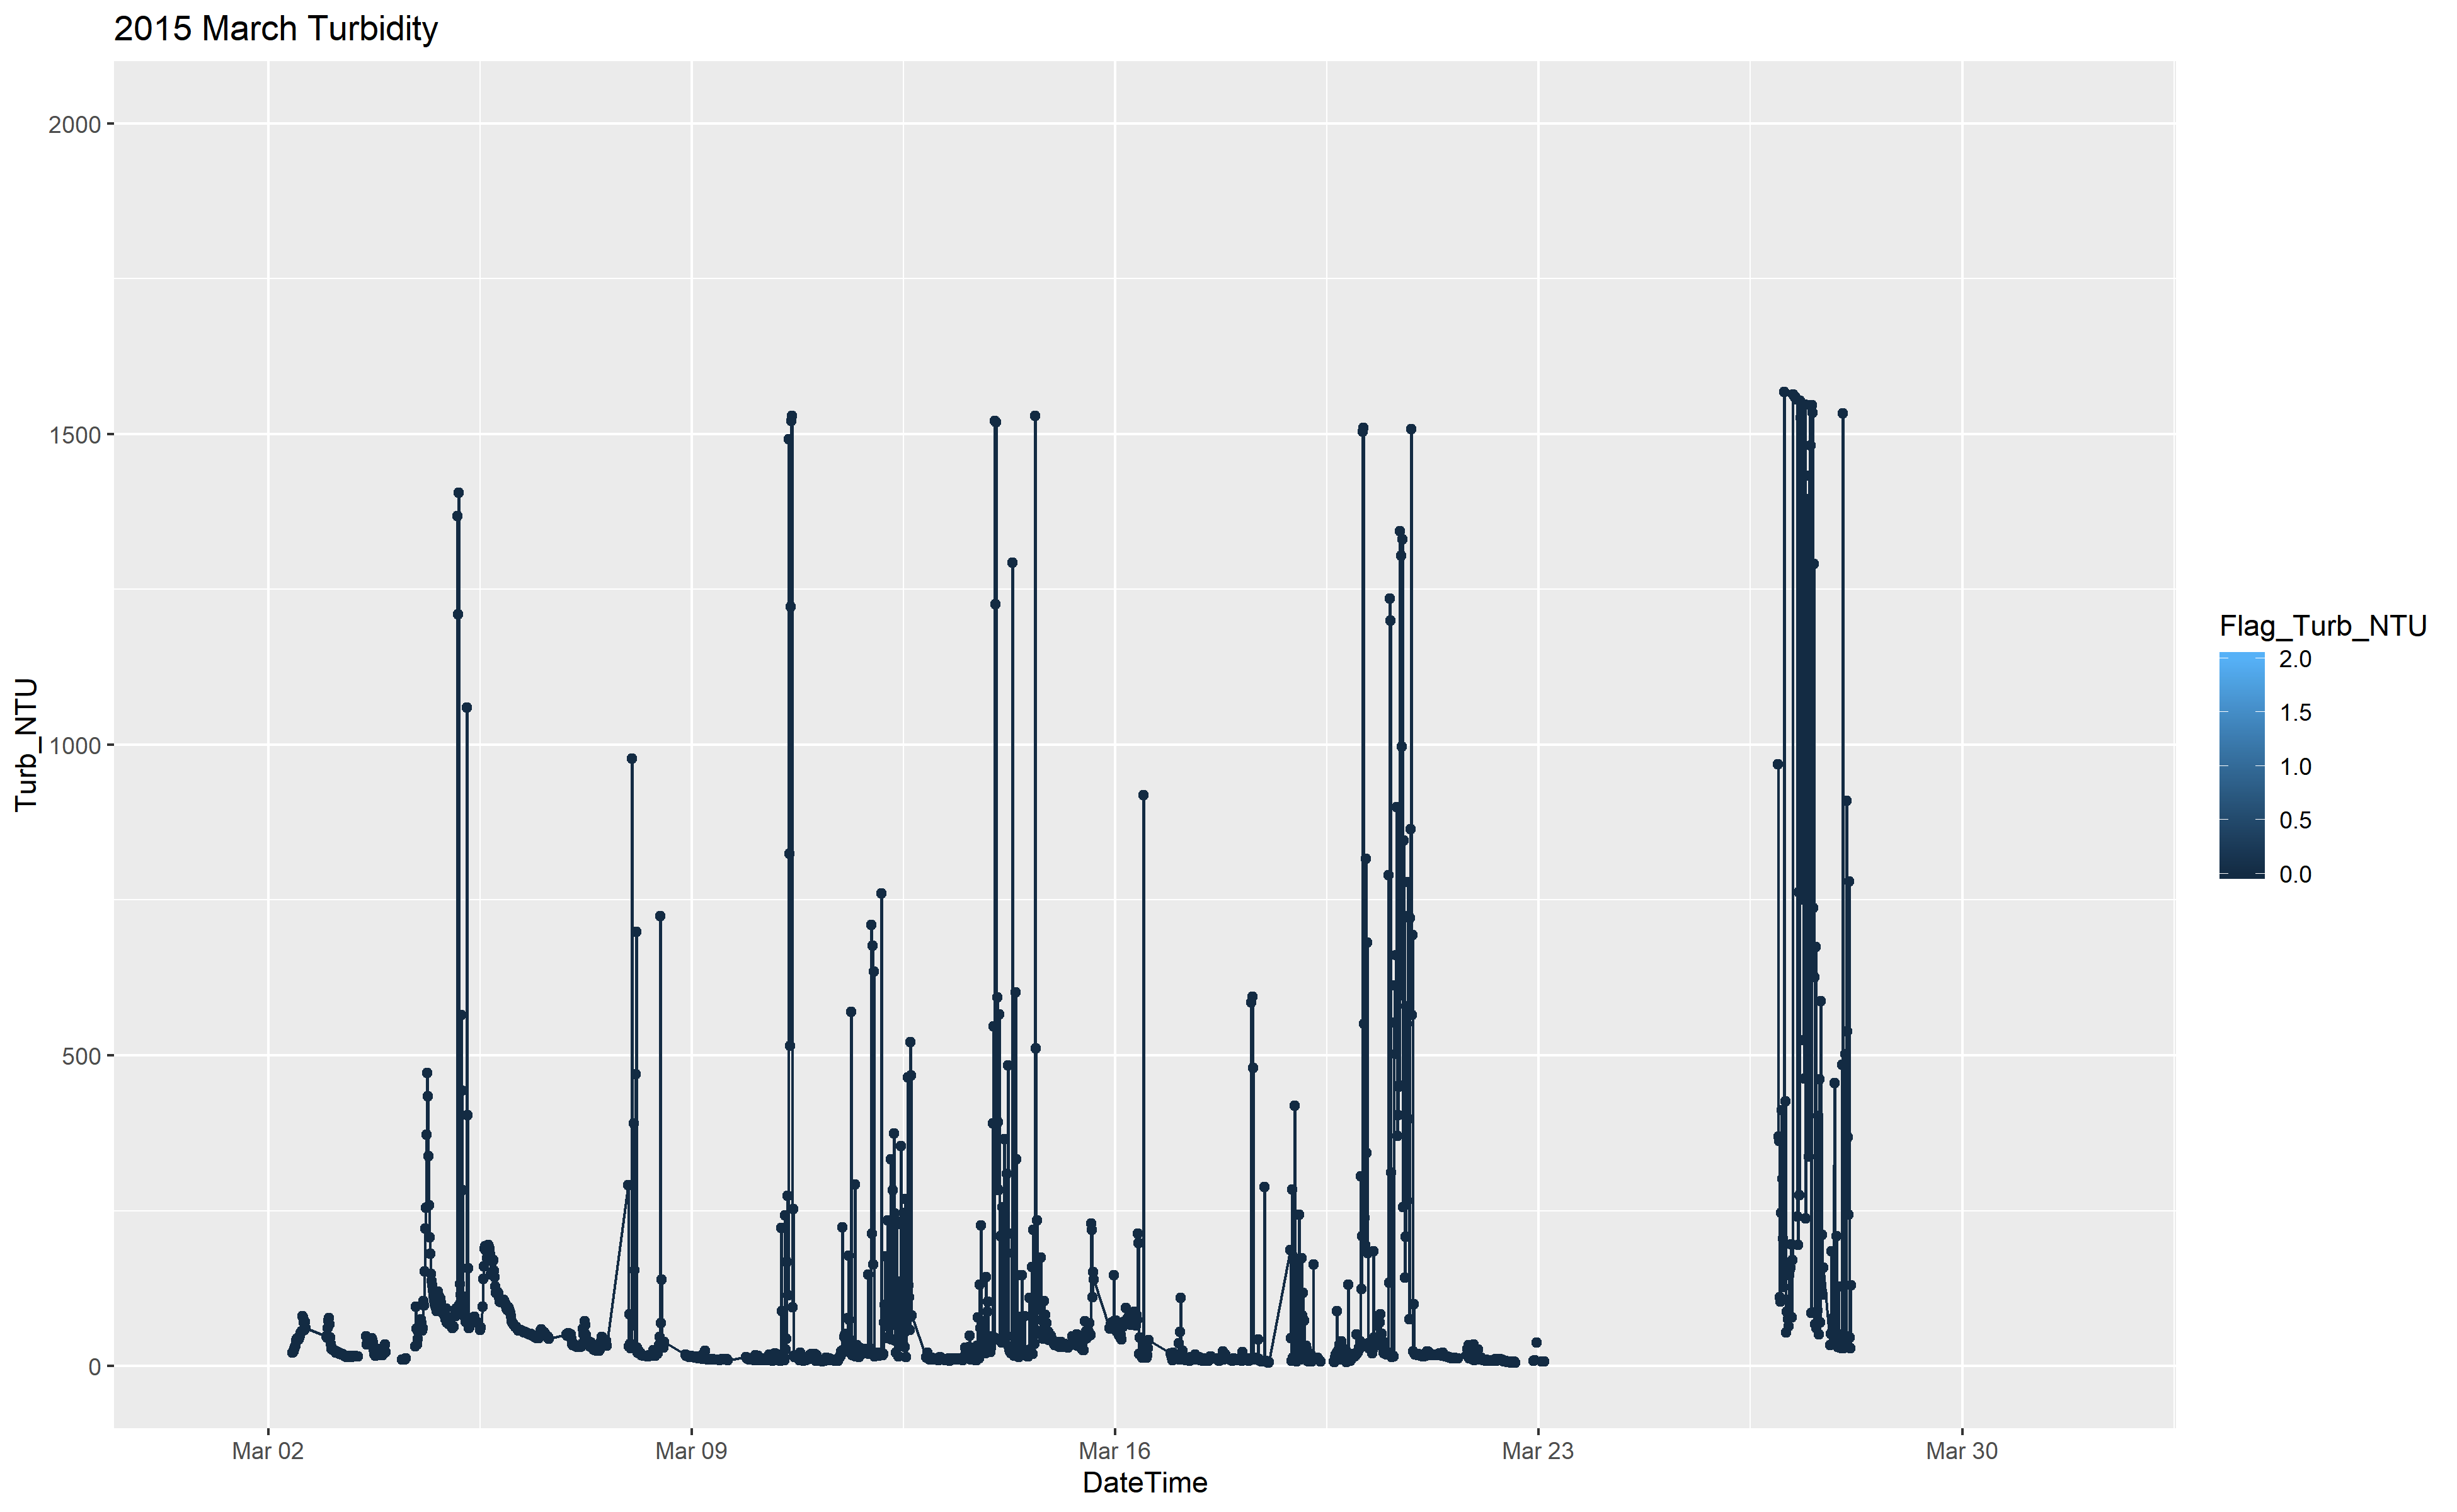 2015 March Turbidity
2000
1500
1000
500
0
Turb_NTU
Mar 02
Mar 09
Mar 16
Mar 23
Mar 30
DateTime
Flag_Turb_NTU
2.0
1.5
1.0
0.5
0.0